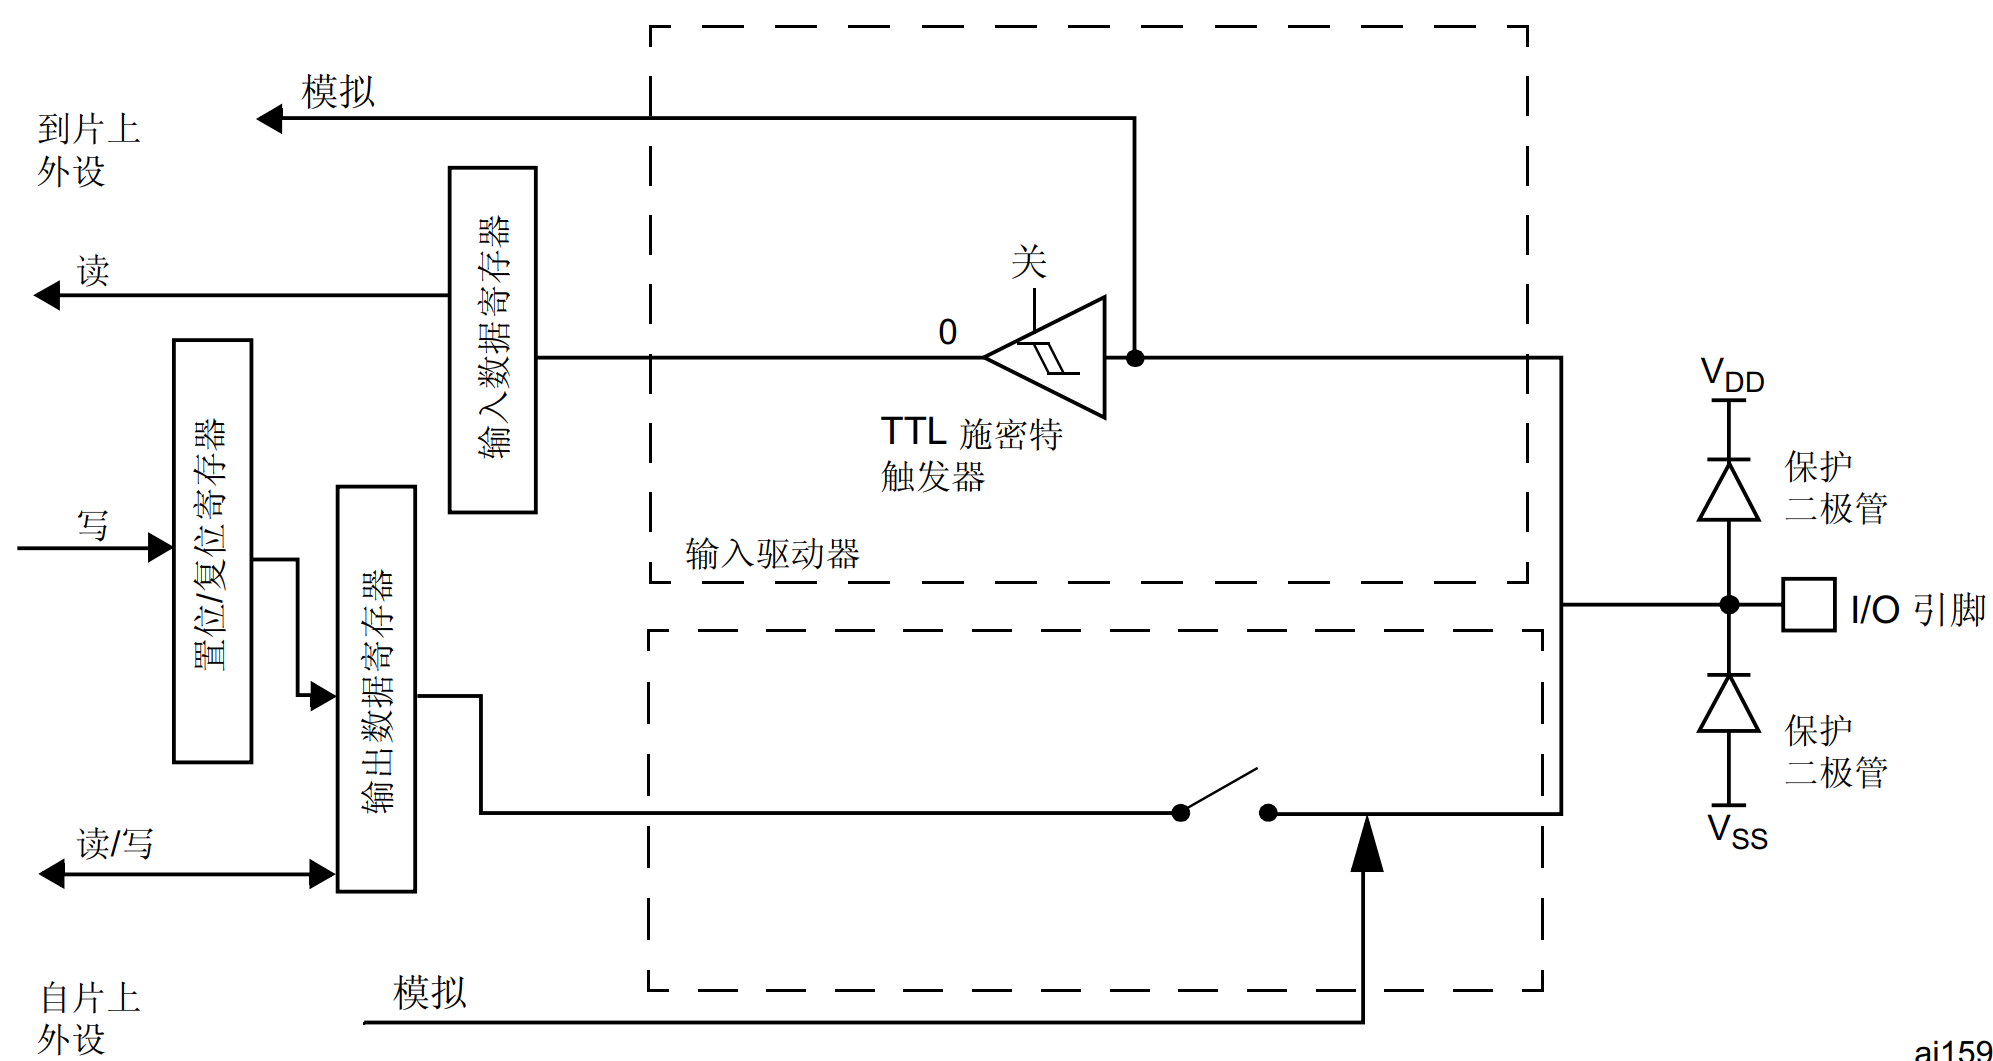 模拟
到片上
外设
读
输入数据寄存器
关
0
TTL 施密特
触发器
输入驱动器
VDD
保护
二极管
I/O 引脚
保护
二极管
VSS
写
置位/复位寄存器
输出数据寄存器
读/写
模拟
自片上
外设
ai159